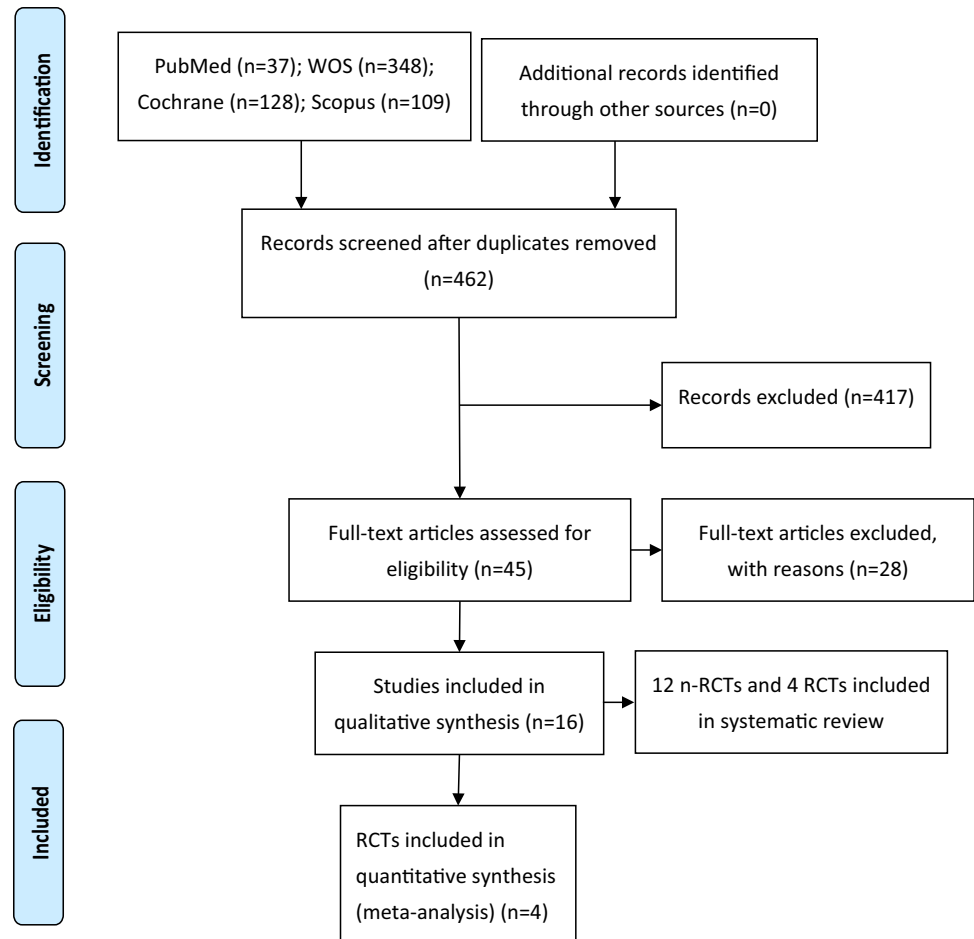 Identification
PubMed (n=37); WOS (n=348);
Cochrane (n=128); Scopus (n=109)
Additional records identified
through other sources (n=0)
Records screened after duplicates removed
(n=462)
Screening
Records excluded (n=417)
Eligibility
Full-text articles assessed for
eligibility (n=45)
Full-text articles excluded,
with reasons (n=28)
Studies included in
qualitative synthesis (n=16)
12 n-RCTs and 4 RCTs included
in systematic review
Included
RCTs included in
quantitative synthesis
(meta-analysis) (n=4)